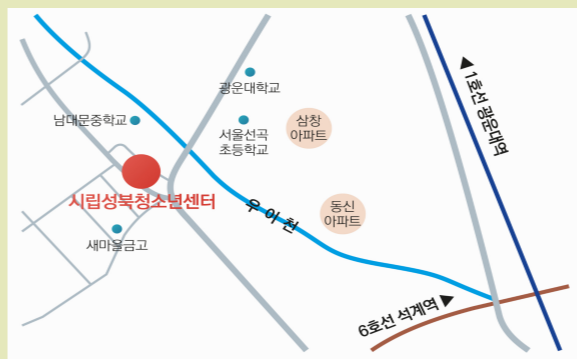 광운대학교
남대문중학교
서울선곡
초등학교
삼창
아파트
◀ 1호선 광운대역
시립성북청소년센터
우이천
동신
아파트
새마을금고
6호선 석계역 ▶